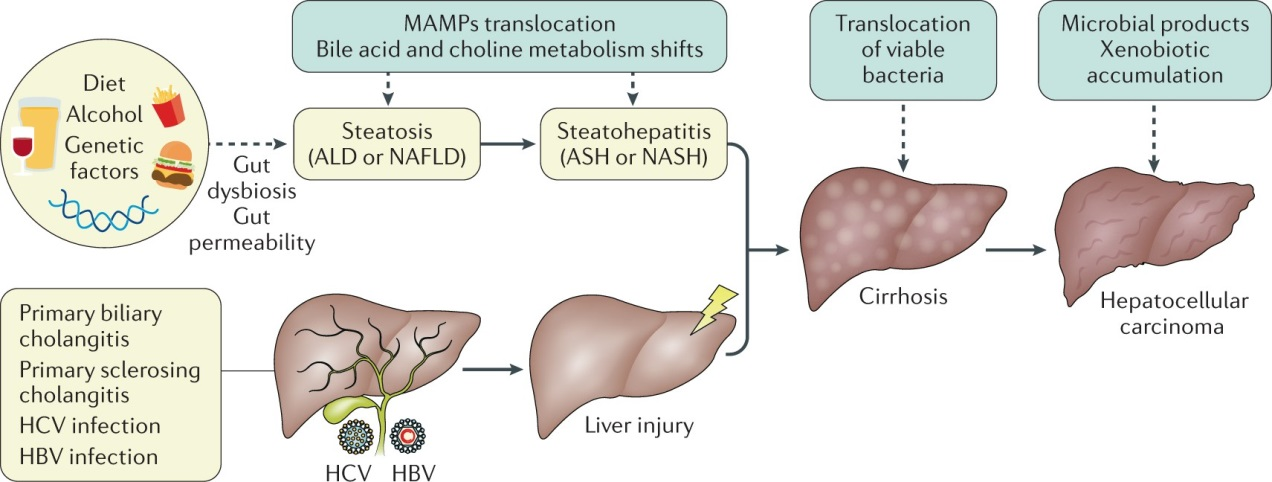 MAMPs translocation
Bile acid and choline metabolism shifts
Translocation
of viable
bacteria
Microbial products
Xenobiotic
accumulation
Diet
Alcohol
Genetic
factors
Gut
dysbiosis
Gut
permeability
Steatosis
(ALD or NAFLD)
Steatohepatitis
(ASH or NASH)
Cirrhosis
Hepatocellular
carcinoma
Primary biliary
cholangitis
Primary sclerosing
cholangitis
HCV infection
HBV infection
HCV
HBV
Liver injury